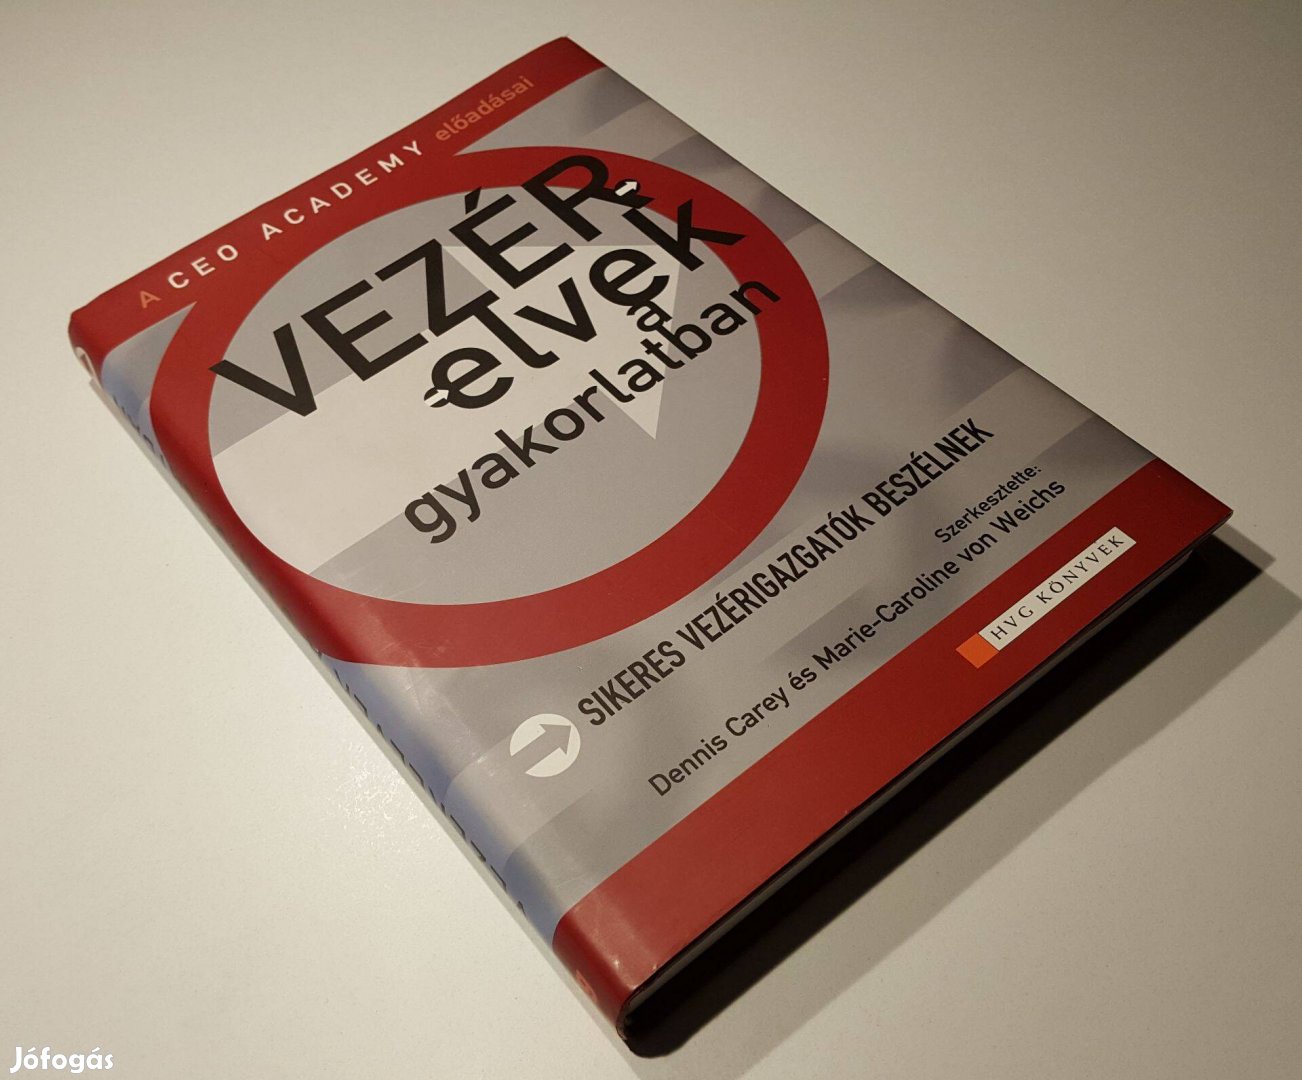 A CEO ACADEMY előadásai
VEZÉR
elvek
a
gyakorlatban
SIKERES VEZÉRIGAZGATÓK BESZÉLNEK
Szerkesztette:
Dennis Carey és Marie-Caroline von Weichs
HVG KÖNYVEK
Jófogás